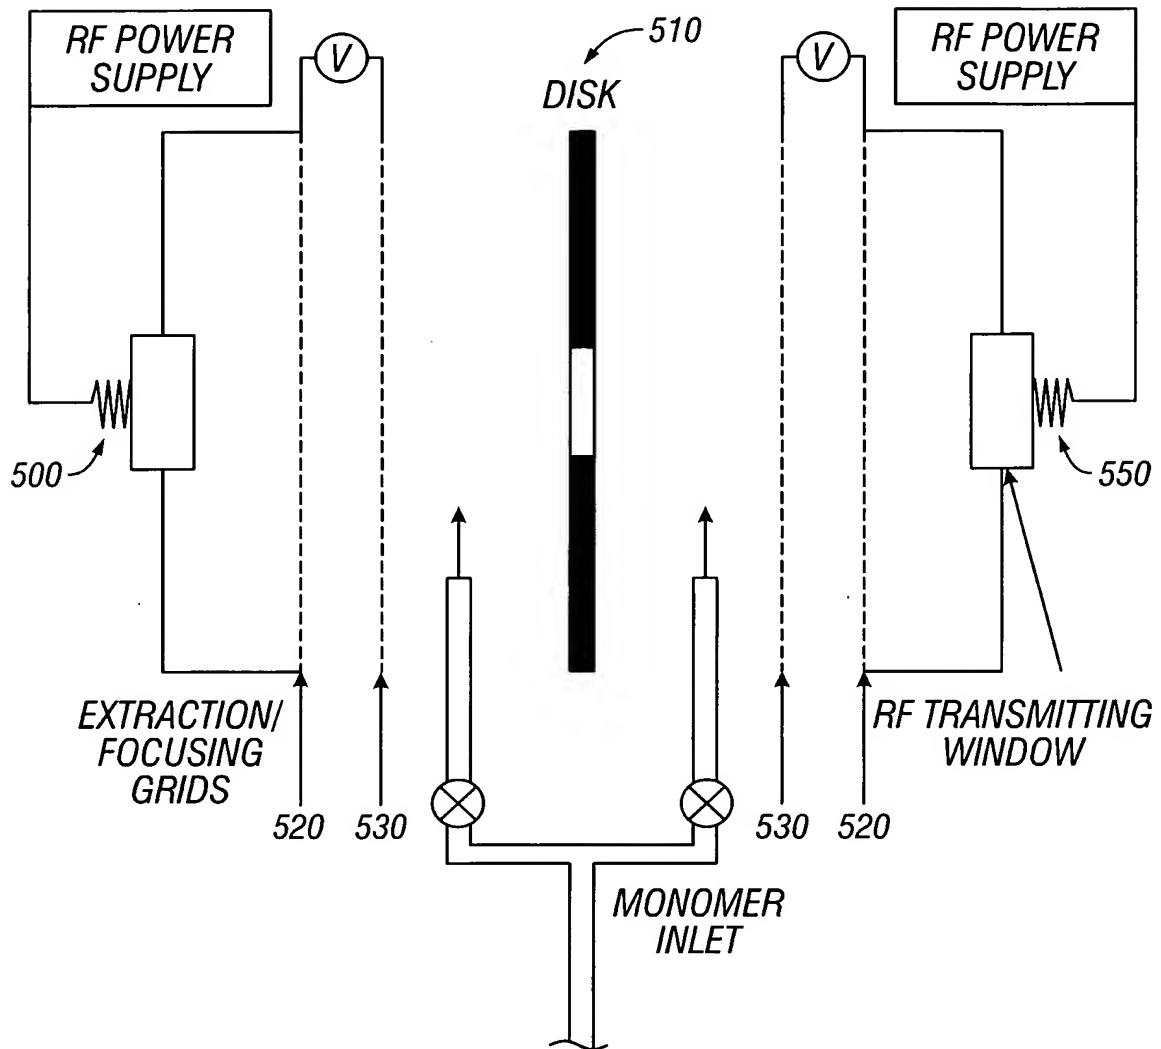 RF POWER
SUPPLY
V
510
DISK
V
RF POWER
SUPPLY
500
550
EXTRACTION/
FOCUSING
GRIDS
520
530
530
520
RF TRANSMITTING
WINDOW
MONOMER
INLET